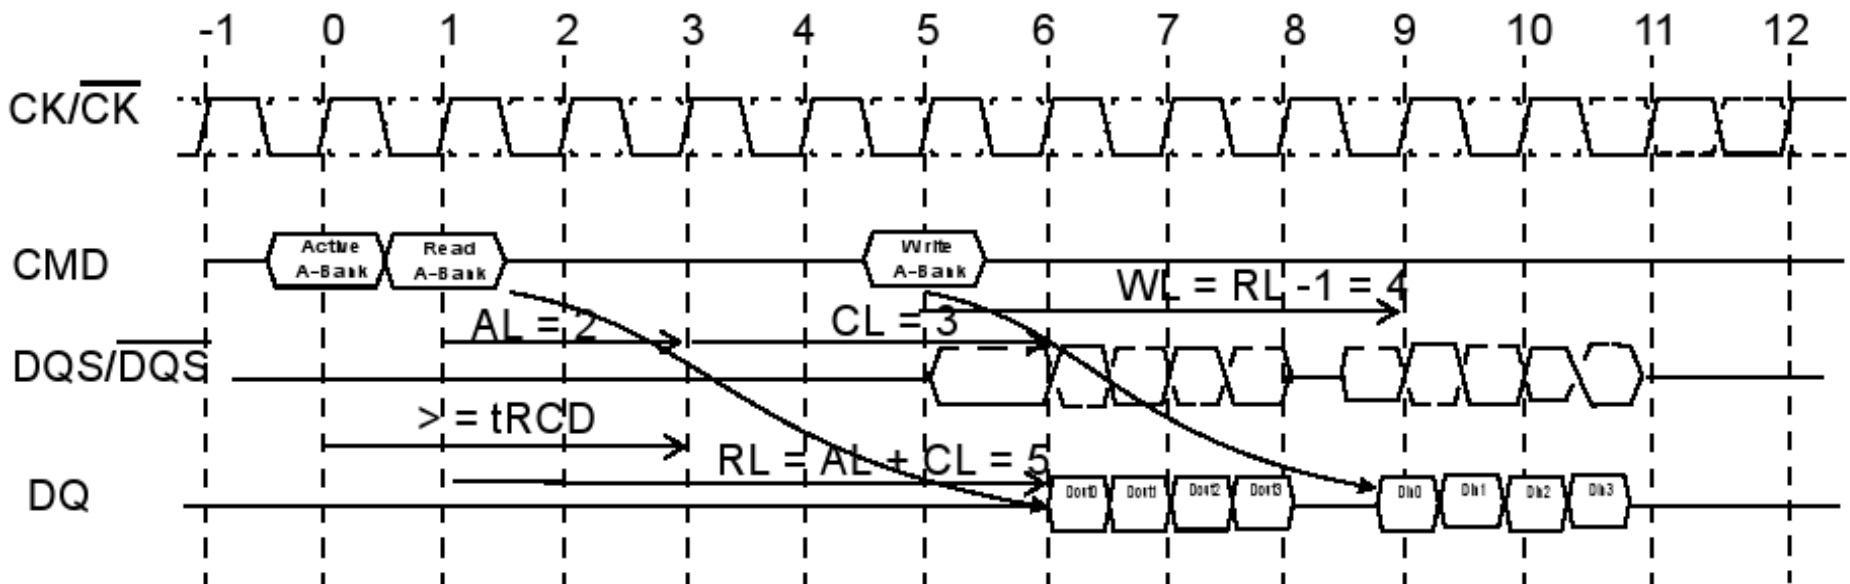 -1 0 1 2 3 4 5 6 7 8 9 10 11 12
CK/CK
CMD
Active
A-Bank
Read
A-Bank
Write
A-Bank
WL = RL -1 = 4
AL = 2
CL = 3
DQS/DQS
> = tRCD
RL = AL + CL = 5
DQ
Dout0 Dout1 Dout2 Dout3 Din0 Din1 Din2 Din3